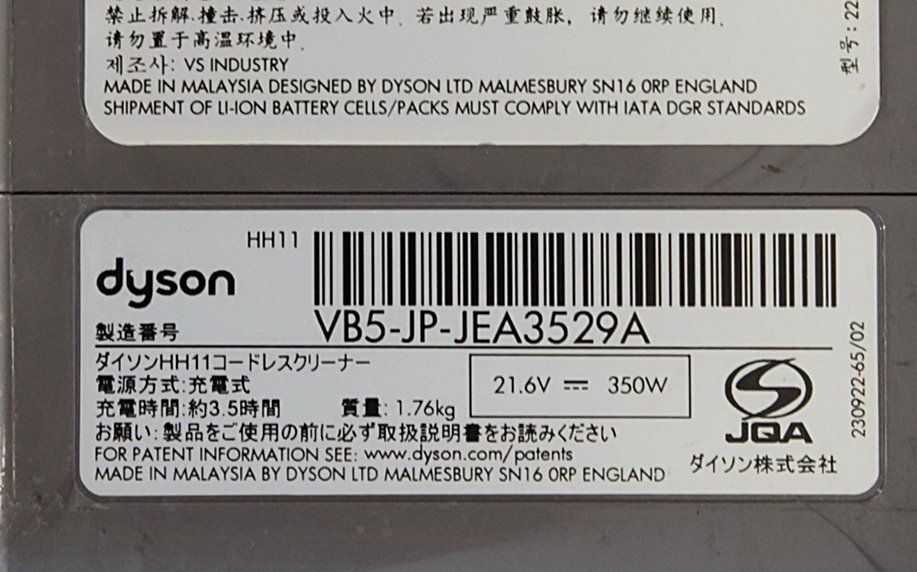 禁止拆解.撞击.挤压或投入火中. 若出现严重鼓胀, 请勿继续使用.
请勿置于高温环境中.
제조사: VS INDUSTRY
MADE IN MALAYSIA DESIGNED BY DYSON LTD MALMESBURY SN16 0RP ENGLAND
SHIPMENT OF LI-ION BATTERY CELLS/PACKS MUST COMPLY WITH IATA DGR STANDARDS
型号: 22
HH11
dyson
製造番号 VB5-JP-JEA3529A
ダイソンHH11コードレスクリーナー
電源方式:充電式
充電時間:約3.5時間 質量: 1.76kg
21.6V ⎓ 350W
お願い:製品をご使用の前に必ず取扱説明書をお読みください
FOR PATENT INFORMATION SEE: www.dyson.com/patents
MADE IN MALAYSIA BY DYSON LTD MALMESBURY SN16 0RP ENGLAND
JQA
ダイソン株式会社
230922-65/02